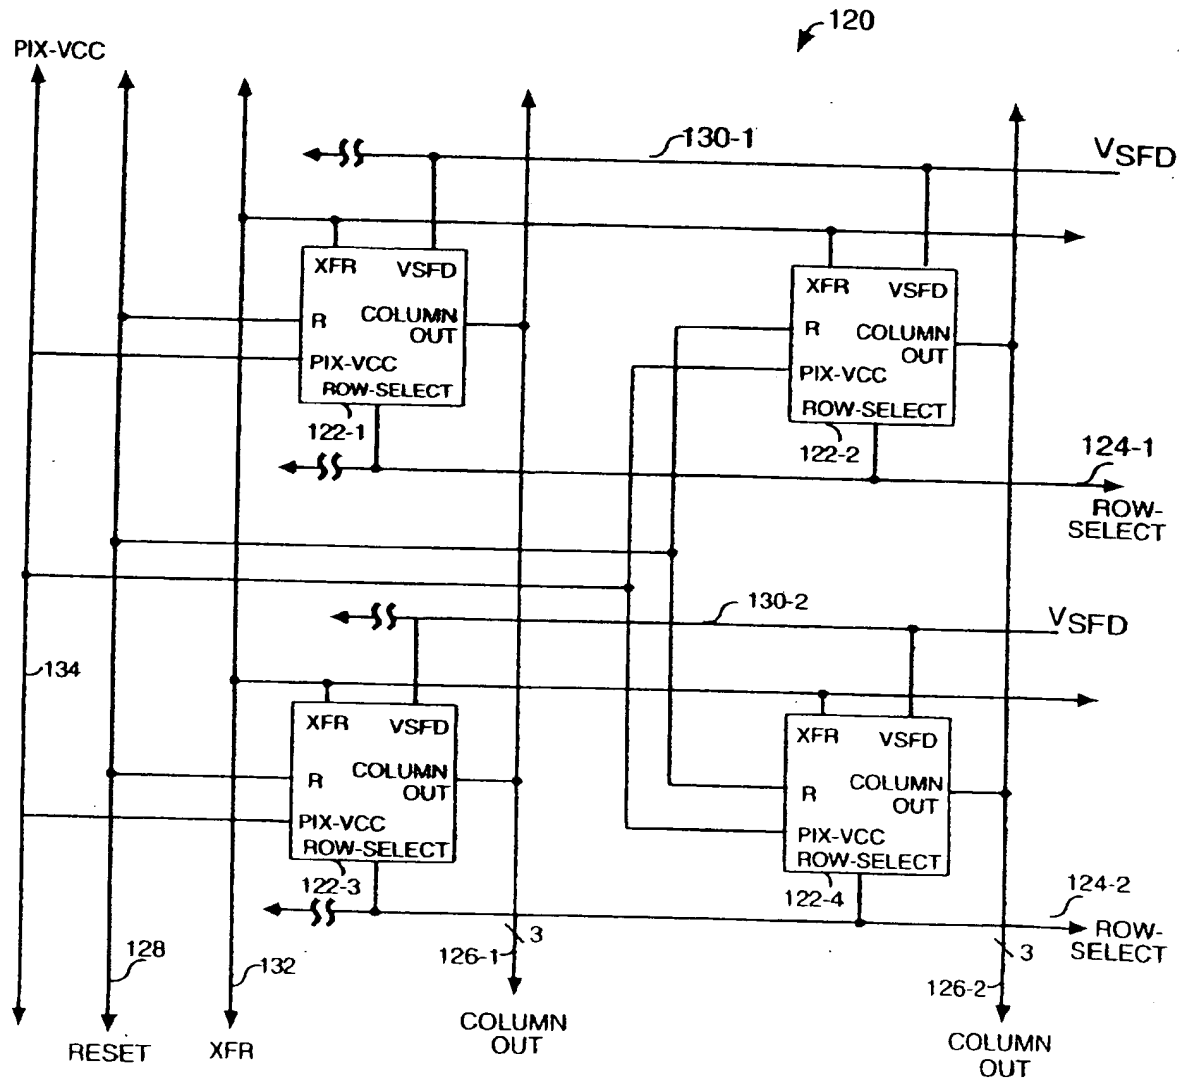 120
PIX-VCC
130-1
VSFD
XFR VSFD
R COLUMN
OUT
PIX-VCC
ROW-SELECT
122-1
XFR VSFD
R COLUMN
OUT
PIX-VCC
ROW-SELECT
122-2
124-1
ROW-
SELECT
130-2
VSFD
134
XFR VSFD
R COLUMN
OUT
PIX-VCC
ROW-SELECT
122-3
XFR VSFD
R COLUMN
OUT
PIX-VCC
ROW-SELECT
122-4
124-2
ROW-
SELECT
128
132
3
126-1
3
126-2
RESET
XFR
COLUMN
OUT
COLUMN
OUT